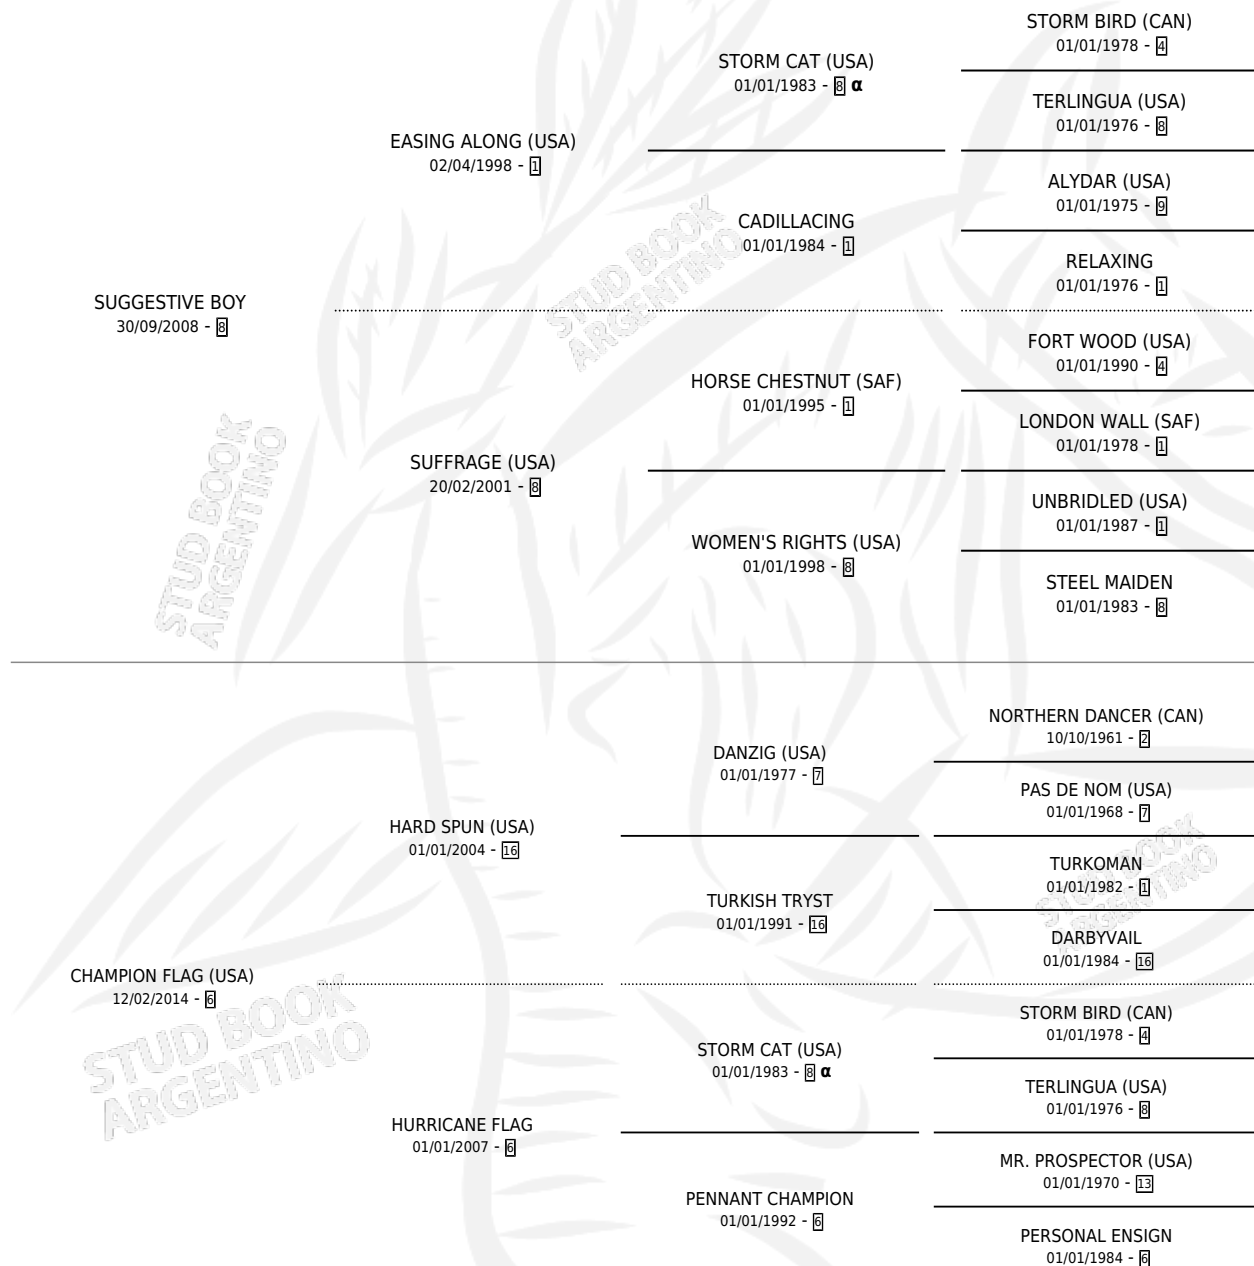 STORM BIRD (CAN)
01/01/1978 - 4
STORM CAT (USA)
01/01/1983 - 8 α
TERLINGUA (USA)
01/01/1976 - 8
EASING ALONG (USA)
02/04/1998 - 1
ALYDAR (USA)
01/01/1975 - 9
CADILLACING
01/01/1984 - 1
RELAXING
01/01/1976 - 1
SUGGESTIVE BOY
30/09/2008 - 8
FORT WOOD (USA)
01/01/1990 - 4
HORSE CHESTNUT (SAF)
01/01/1995 - 1
LONDON WALL (SAF)
01/01/1978 - 1
SUFFRAGE (USA)
20/02/2001 - 8
UNBRIDLED (USA)
01/01/1987 - 1
WOMEN'S RIGHTS (USA)
01/01/1998 - 8
STEEL MAIDEN
01/01/1983 - 8
NORTHERN DANCER (CAN)
10/10/1961 - 2
DANZIG (USA)
01/01/1977 - 7
PAS DE NOM (USA)
01/01/1968 - 7
HARD SPUN (USA)
01/01/2004 - 16
TURKOMAN
01/01/1982 - 1
TURKISH TRYST
01/01/1991 - 16
DARBYVAIL
01/01/1984 - 16
CHAMPION FLAG (USA)
12/02/2014 - 6
STORM BIRD (CAN)
01/01/1978 - 4
STORM CAT (USA)
01/01/1983 - 8 α
TERLINGUA (USA)
01/01/1976 - 8
HURRICANE FLAG
01/01/2007 - 6
MR. PROSPECTOR (USA)
01/01/1970 - 13
PENNANT CHAMPION
01/01/1992 - 6
PERSONAL ENSIGN
01/01/1984 - 6
STUD BOOK
ARGENTINO
STUD BOOK
ARGENTINO
STUD BOOK
ARGENTINO
STUD BOOK
ARGENTINO